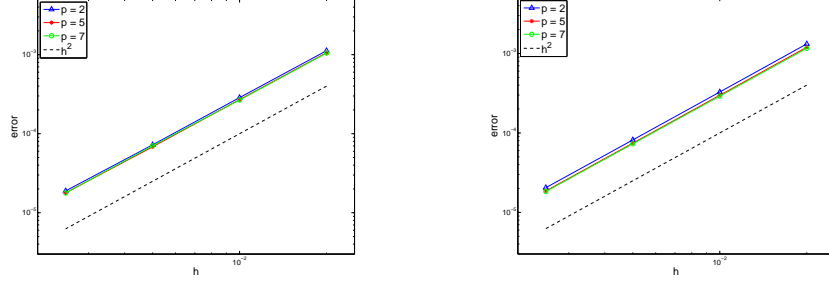 p = 2
p = 5
p = 7
h²
10⁻³
10⁻⁴
10⁻⁵
error
10⁻²
h
p = 2
p = 5
p = 7
h²
10⁻³
10⁻⁴
10⁻⁵
error
10⁻²
h